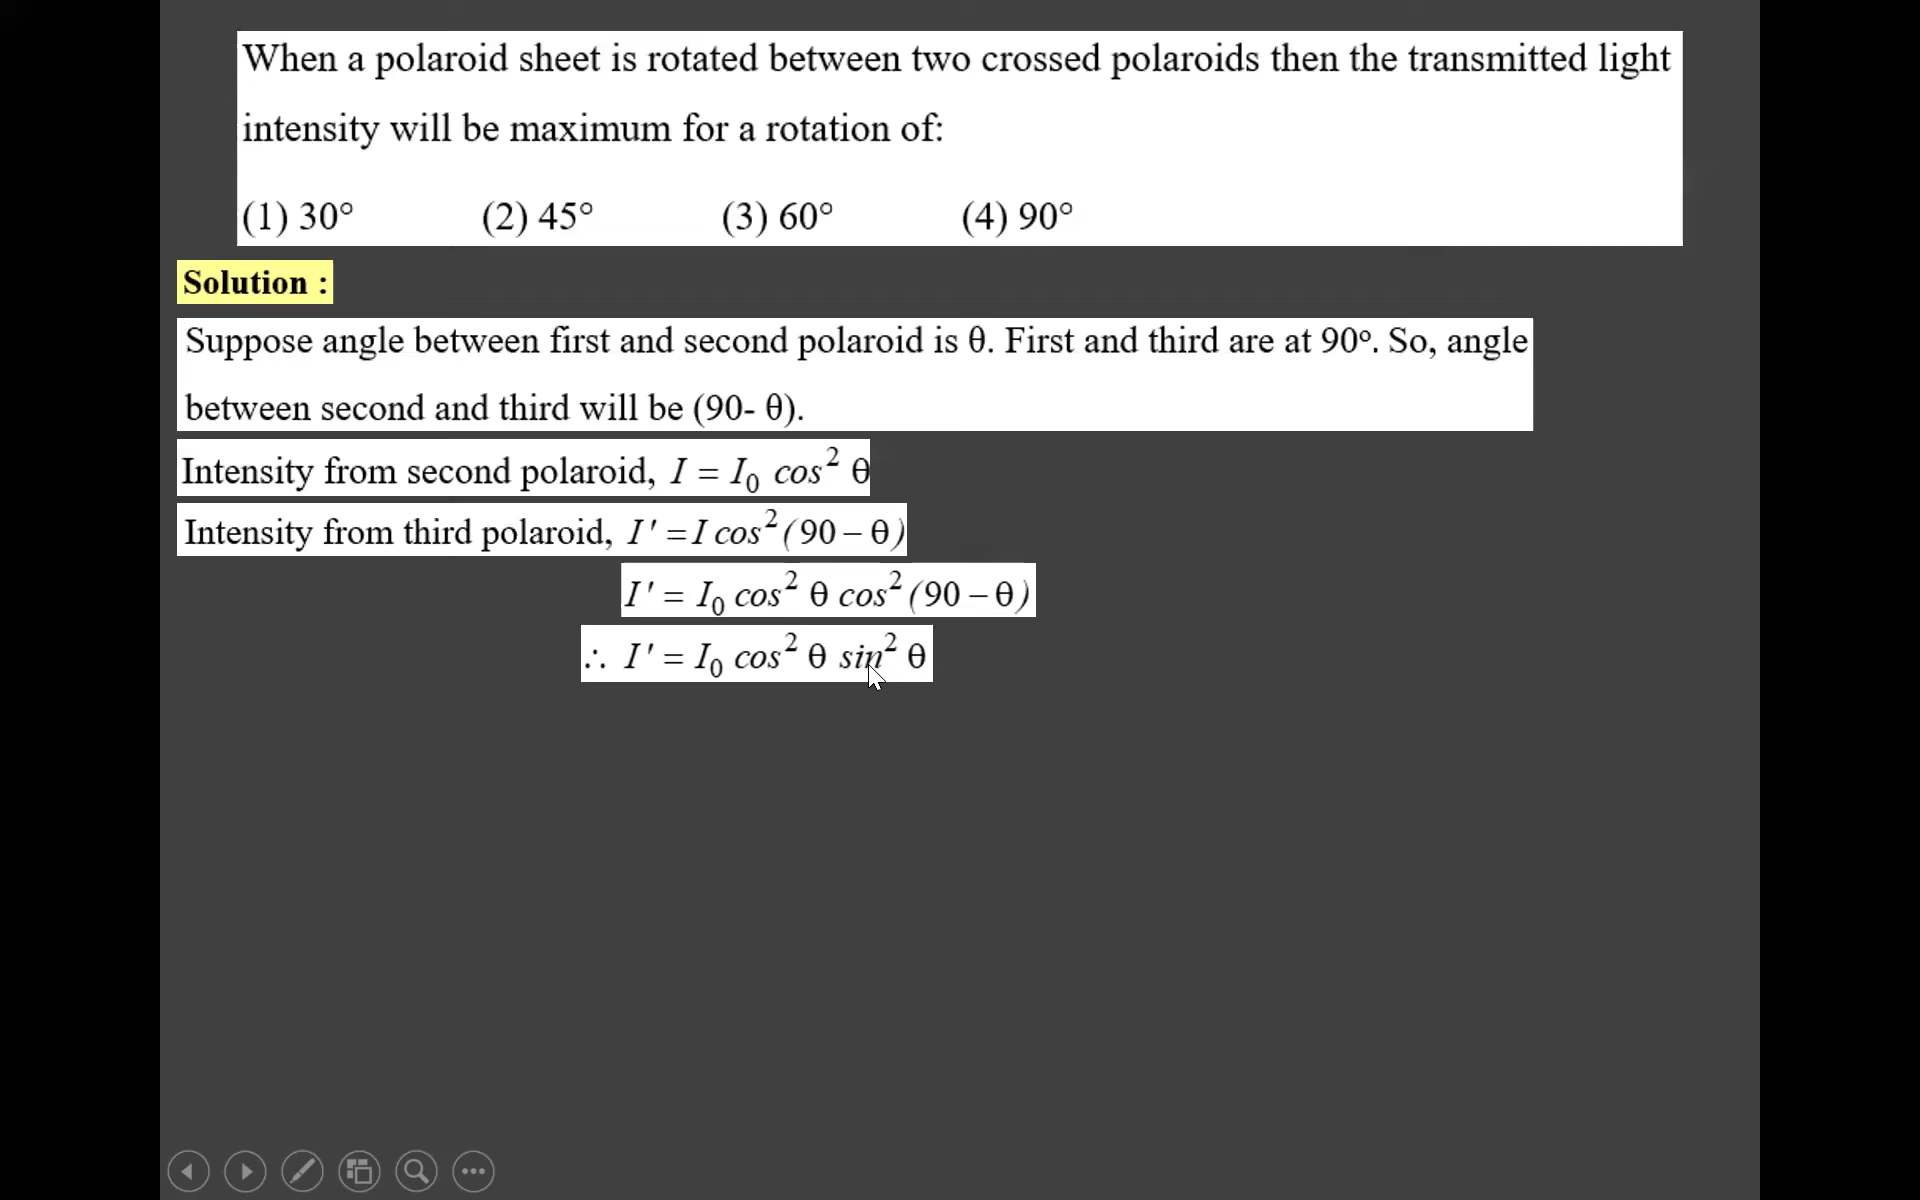 When a polaroid sheet is rotated between two crossed polaroids then the transmitted light
intensity will be maximum for a rotation of:
(1) 30° (2) 45° (3) 60° (4) 90°
Solution :
Suppose angle between first and second polaroid is θ. First and third are at 90°. So, angle
between second and third will be (90- θ).
Intensity from second polaroid, I = I₀ cos² θ
Intensity from third polaroid, I' = I cos² (90 – θ)
I' = I₀ cos² θ cos² (90 – θ)
∴ I' = I₀ cos² θ sin² θ